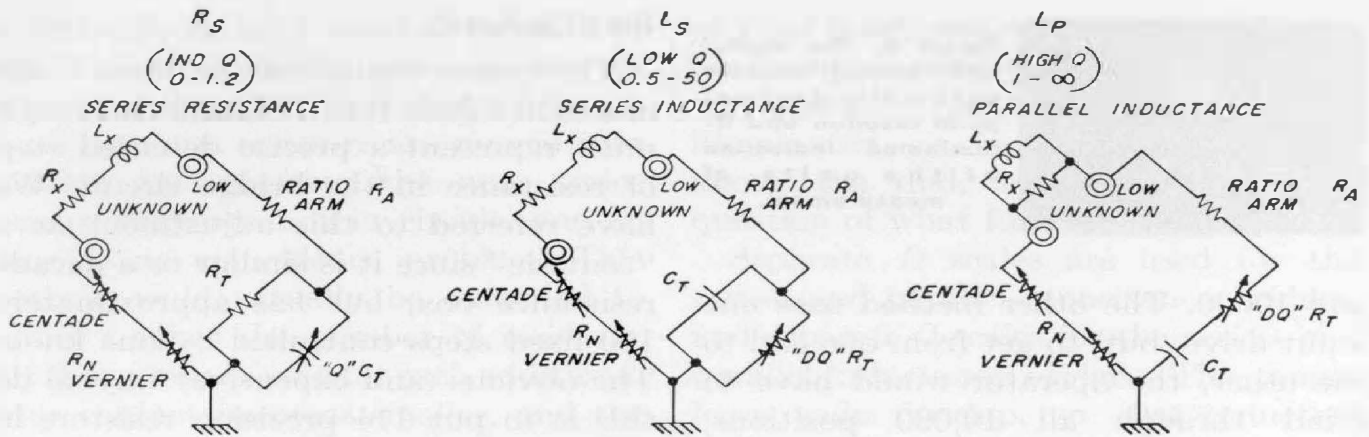 R_S
(IND Q 0-1.2)
SERIES RESISTANCE
L_X
R_X
LOW
UNKNOWN
RATIO ARM R_A
R_T
CENTADE
R_N
VERNIER
"Q" C_T
L_S
(LOW Q 0.5-50)
SERIES INDUCTANCE
L_X
R_X
LOW
UNKNOWN
RATIO ARM R_A
C_T
CENTADE
R_N
VERNIER
"DQ" R_T
L_P
PARALLEL INDUCTANCE
L_X
R_X
LOW
UNKNOWN
RATIO ARM R_A
CENTADE
R_N
VERNIER
"DQ" R_T
C_T